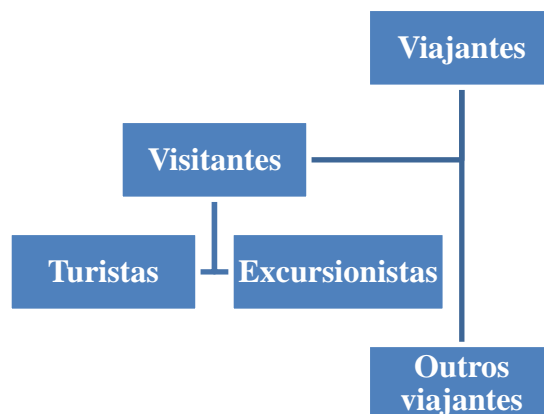 Viajantes
Visitantes
Turistas
Excursionistas
Outros
viajantes